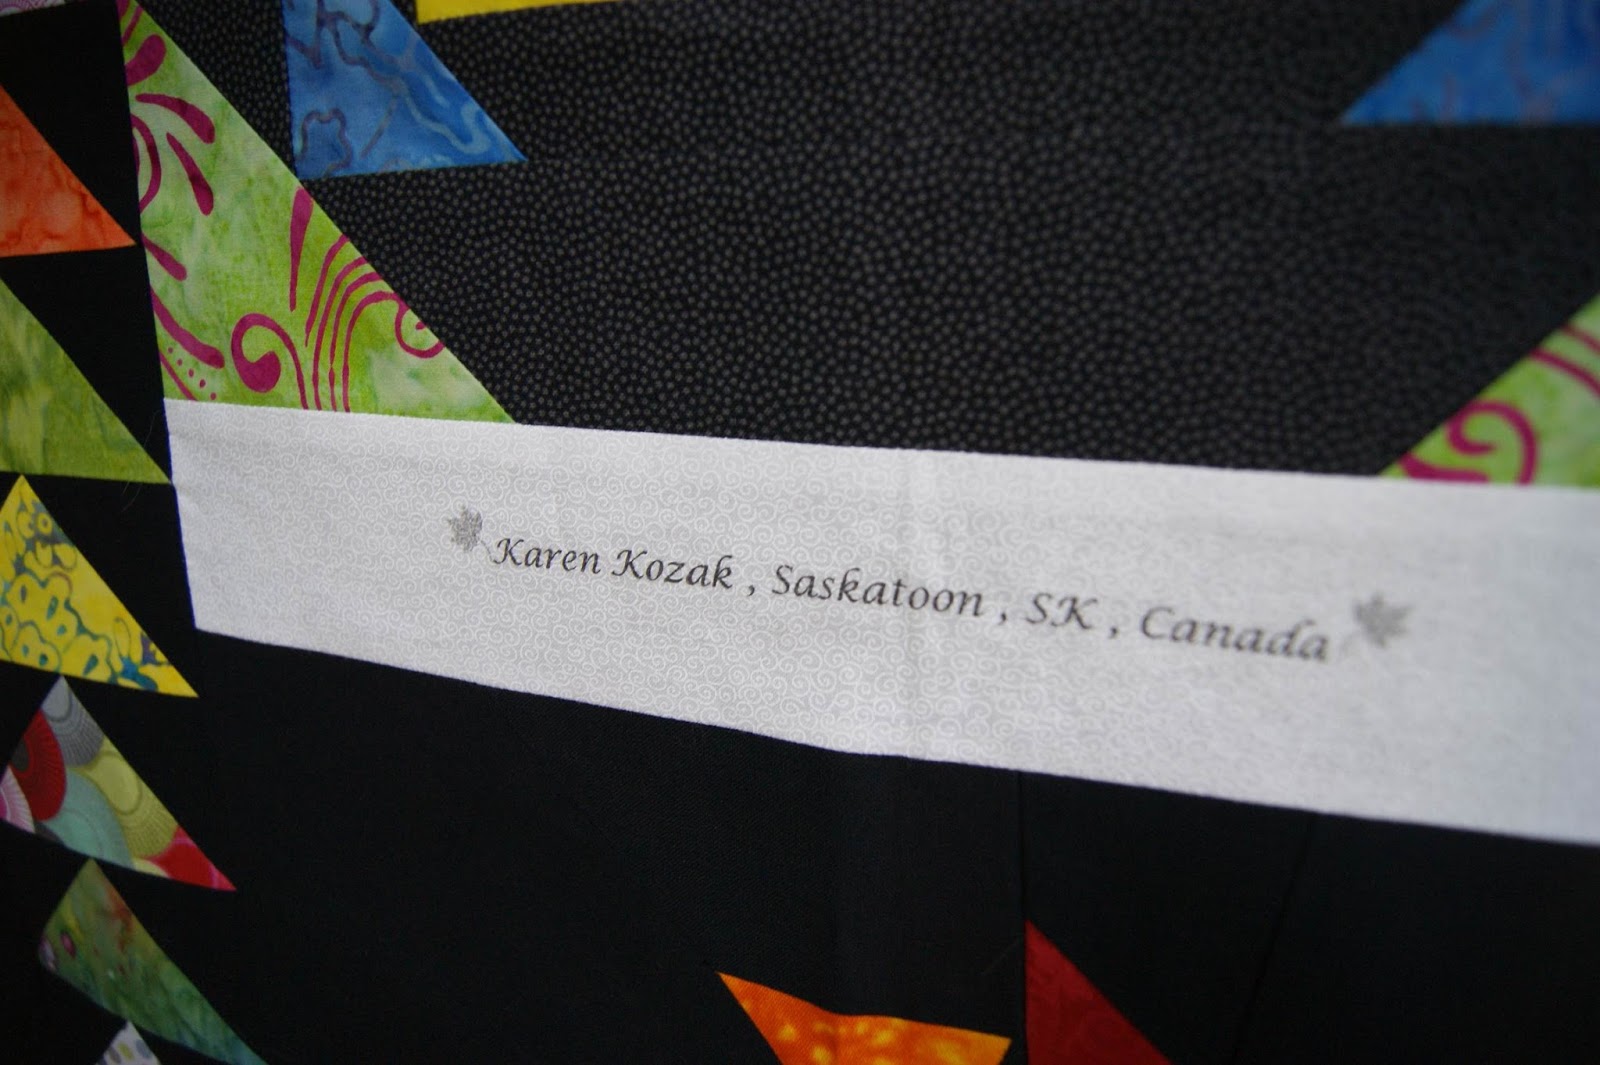 Karen Kozak , Saskatoon , SK , Canada